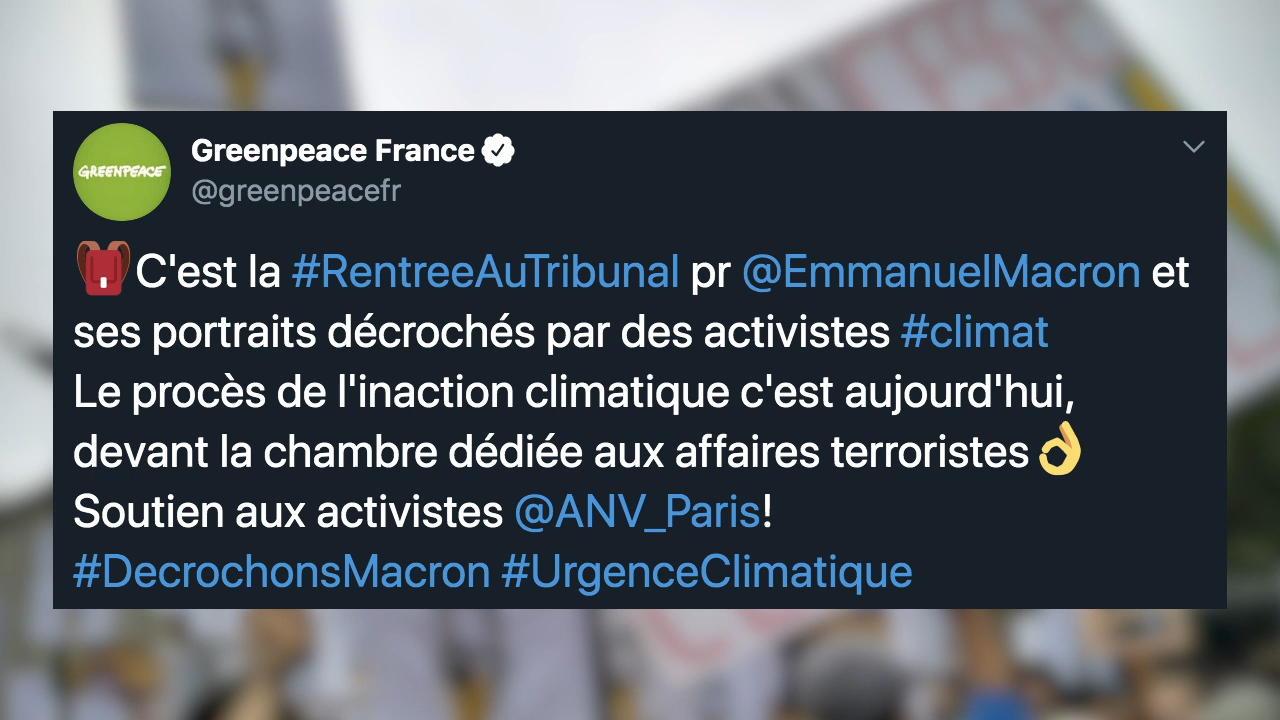 GREENPEACE
Greenpeace France
@greenpeacefr
🎒C'est la #RentreeAuTribunal pr @EmmanuelMacron et
ses portraits décrochés par des activistes #climat
Le procès de l'inaction climatique c'est aujourd'hui,
devant la chambre dédiée aux affaires terroristes👌
Soutien aux activistes @ANV_Paris!
#DecrochonsMacron #UrgenceClimatique